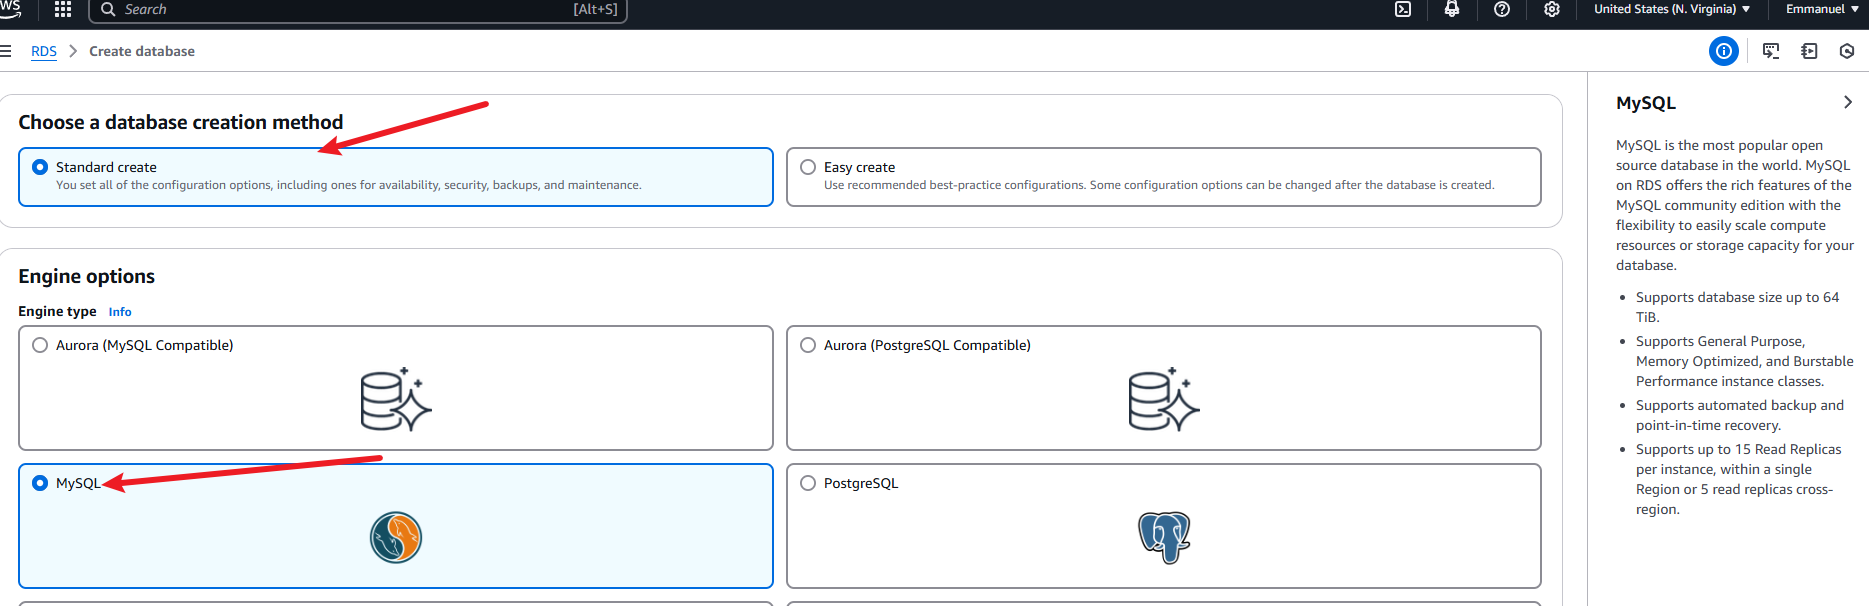 WS
Search
[Alt+S]
United States (N. Virginia)
Emmanuel
RDS
Create database
Choose a database creation method
Standard create
You set all of the configuration options, including ones for availability, security, backups, and maintenance.
Easy create
Use recommended best-practice configurations. Some configuration options can be changed after the database is created.
Engine options
Engine type Info
Aurora (MySQL Compatible)
Aurora (PostgreSQL Compatible)
MySQL
PostgreSQL
MySQL
MySQL is the most popular open
source database in the world. MySQL
on RDS offers the rich features of the
MySQL community edition with the
flexibility to easily scale compute
resources or storage capacity for your
database.
Supports database size up to 64
TiB.
Supports General Purpose,
Memory Optimized, and Burstable
Performance instance classes.
Supports automated backup and
point-in-time recovery.
Supports up to 15 Read Replicas
per instance, within a single
Region or 5 read replicas cross-
region.